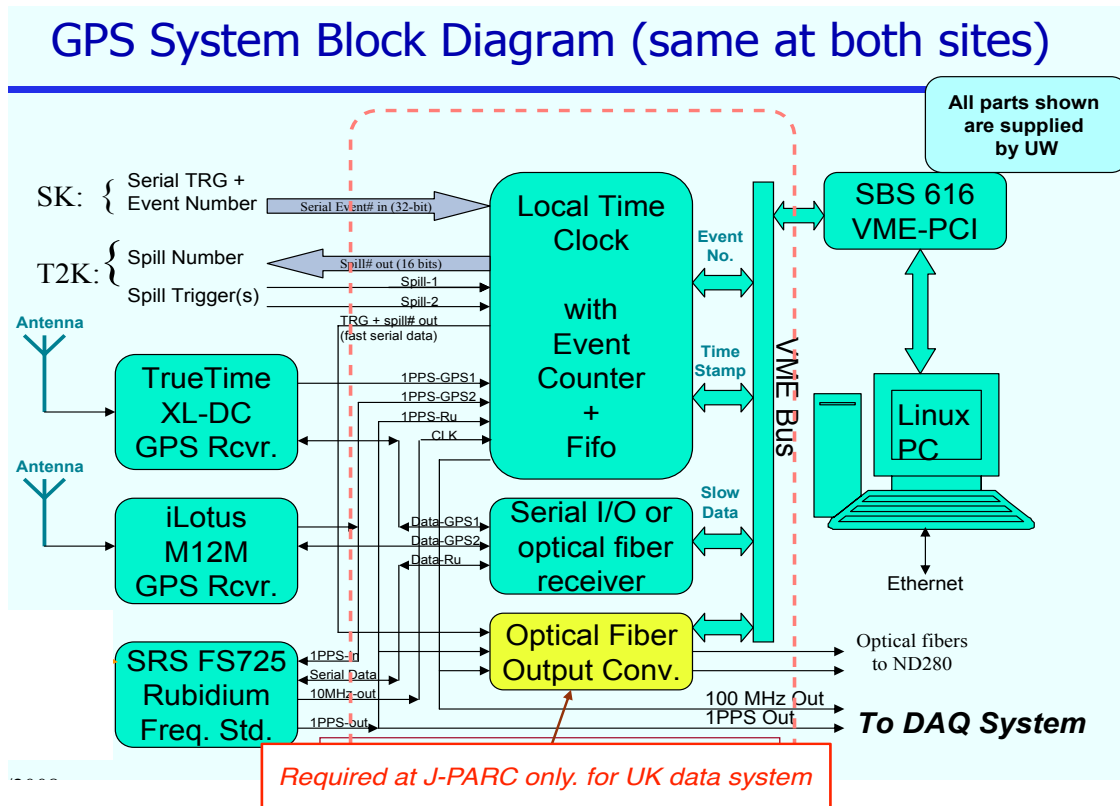 GPS System Block Diagram (same at both sites)
All parts shown
are supplied
by UW
SK: {
Serial TRG +
Event Number
Serial Event# in (32-bit)
T2K: {
Spill Number
Spill# out (16 bits)
Spill Trigger(s)
Spill-1
Spill-2
TRG + spill# out
(fast serial data)
Local Time
Clock
with
Event
Counter
+
Fifo
Event
No.
Time
Stamp
Slow
Data
VME Bus
SBS 616
VME-PCI
Linux
PC
Ethernet
Antenna
TrueTime
XL-DC
GPS Rcvr.
1PPS-GPS1
1PPS-GPS2
1PPS-Ru
CLK
Antenna
iLotus
M12M
GPS Rcvr.
Data-GPS1
Data-GPS2
Data-Ru
Serial I/O or
optical fiber
receiver
SRS FS725
Rubidium
Freq. Std.
1PPS-in
Serial Data
10MHz-out
1PPS-out
Optical Fiber
Output Conv.
Optical fibers
to ND280
100 MHz Out
1PPS Out
To DAQ System
Required at J-PARC only. for UK data system